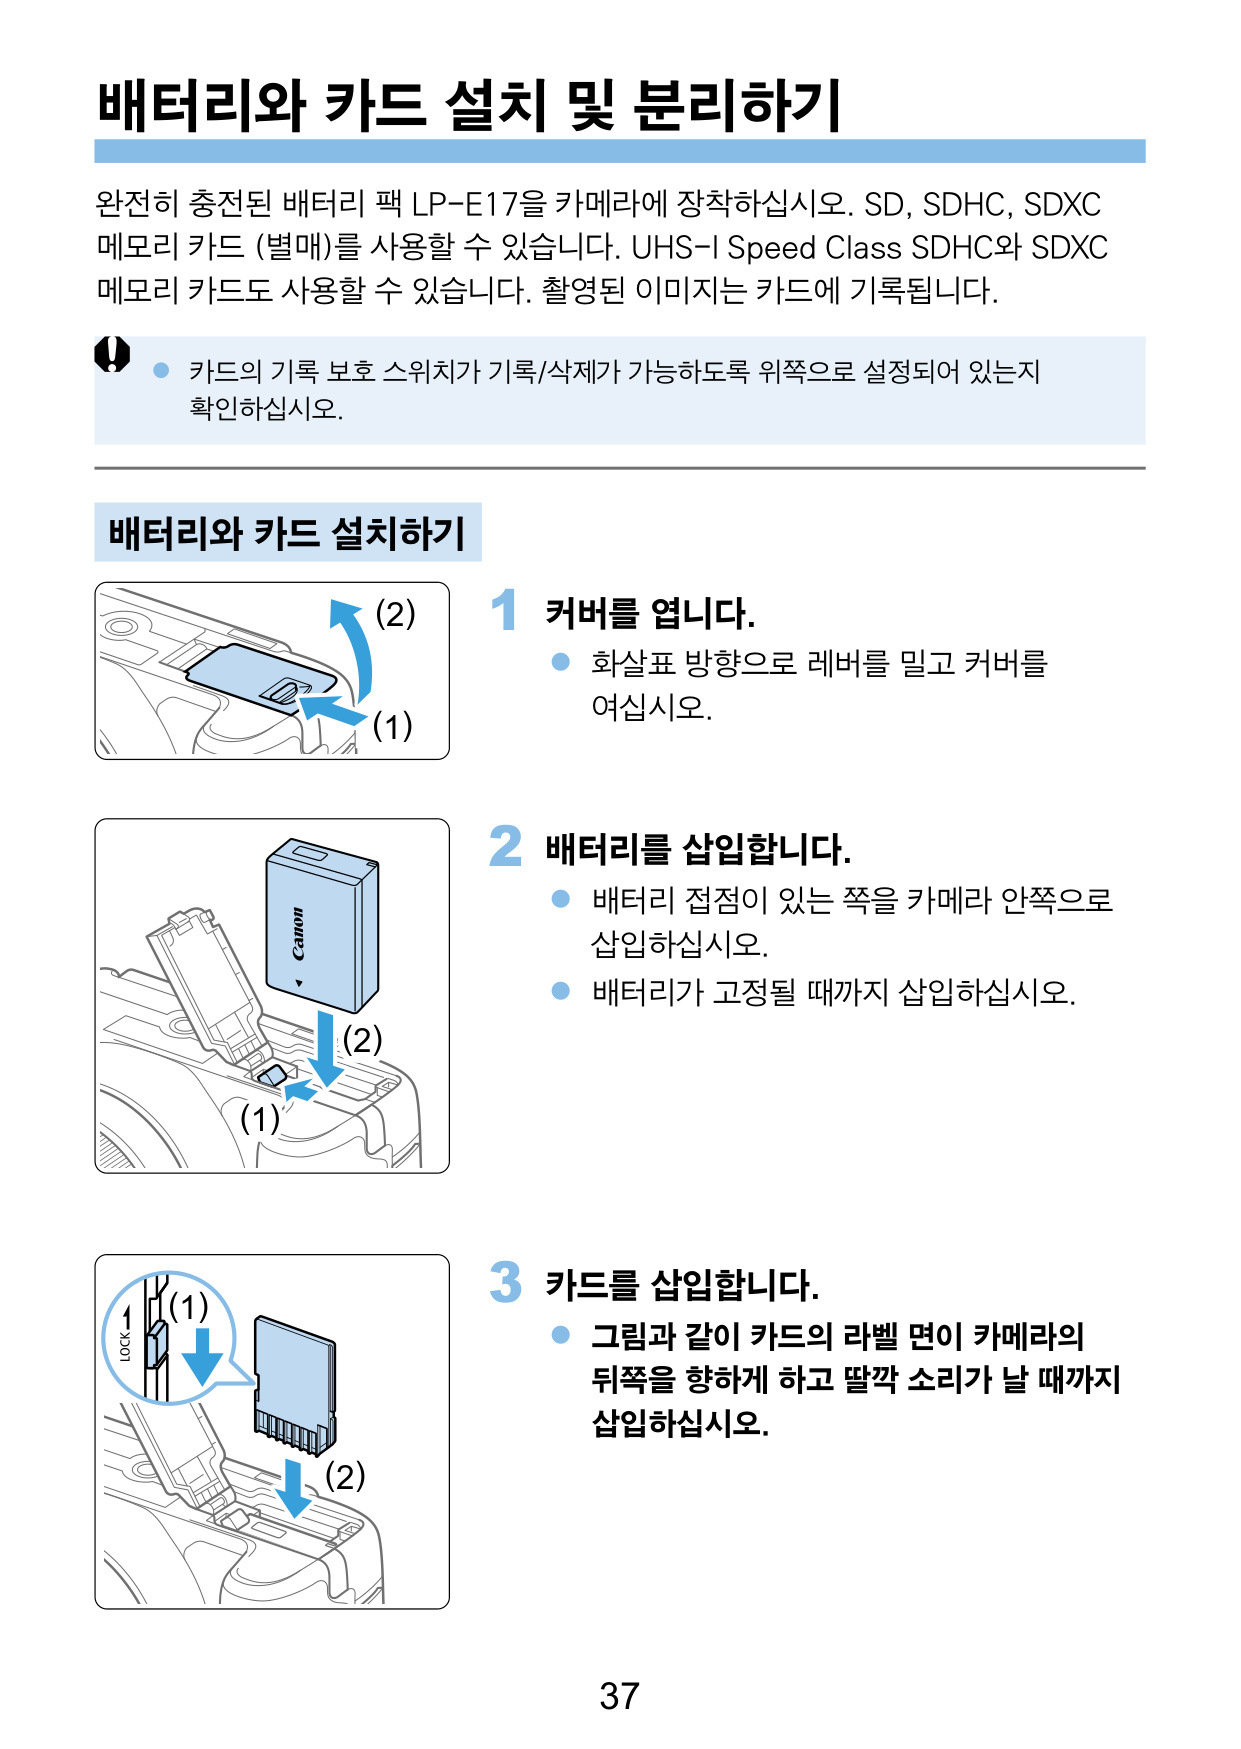 배터리와 카드 설치 및 분리하기
완전히 충전된 배터리 팩 LP-E17을 카메라에 장착하십시오. SD, SDHC, SDXC
메모리 카드 (별매)를 사용할 수 있습니다. UHS-I Speed Class SDHC와 SDXC
메모리 카드도 사용할 수 있습니다. 촬영된 이미지는 카드에 기록됩니다.
● 카드의 기록 보호 스위치가 기록/삭제가 가능하도록 위쪽으로 설정되어 있는지
확인하십시오.
배터리와 카드 설치하기
(2)
(1)
1 커버를 엽니다.
● 화살표 방향으로 레버를 밀고 커버를
여십시오.
Canon
(2)
(1)
2 배터리를 삽입합니다.
● 배터리 접점이 있는 쪽을 카메라 안쪽으로
삽입하십시오.
● 배터리가 고정될 때까지 삽입하십시오.
LOCK
(1)
(2)
3 카드를 삽입합니다.
● 그림과 같이 카드의 라벨 면이 카메라의
뒤쪽을 향하게 하고 딸깍 소리가 날 때까지
삽입하십시오.
37